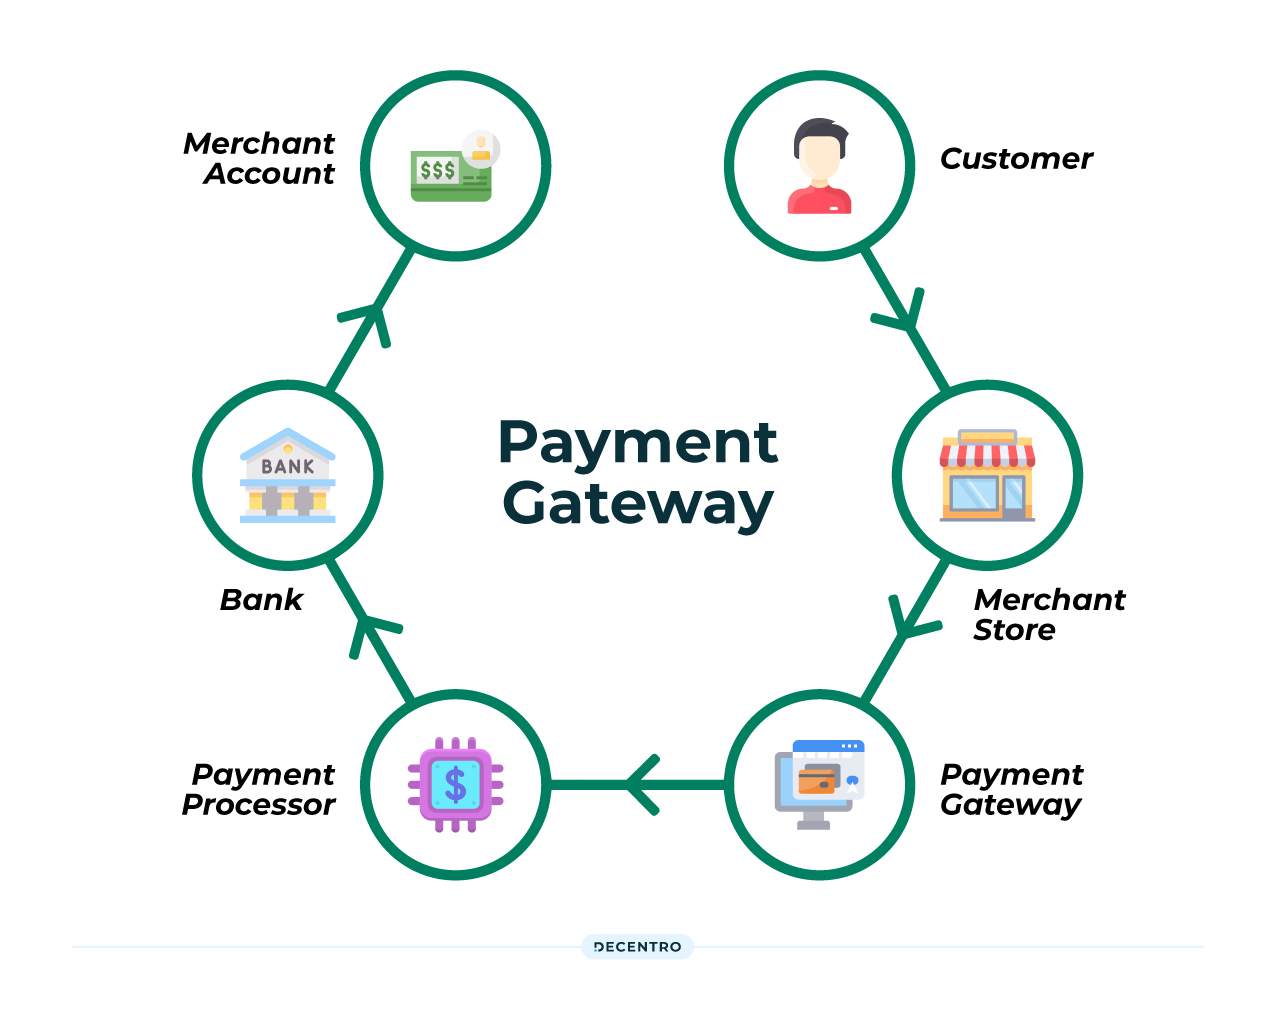 Merchant
Account
$$$
Customer
BANK
Payment
Gateway
Bank
Merchant
Store
Payment
Processor
$
Payment
Gateway
DECENTRO